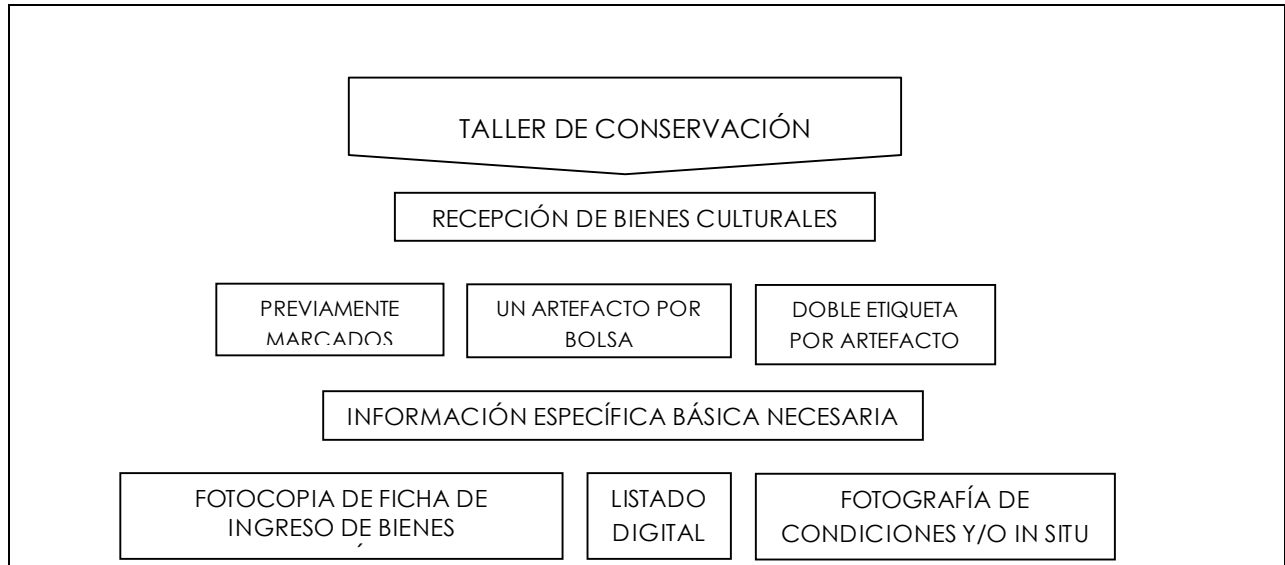 TALLER DE CONSERVACIÓN
RECEPCIÓN DE BIENES CULTURALES
PREVIAMENTE
MARCADOS
UN ARTEFACTO POR
BOLSA
DOBLE ETIQUETA
POR ARTEFACTO
INFORMACIÓN ESPECÍFICA BÁSICA NECESARIA
FOTOCOPIA DE FICHA DE
INGRESO DE BIENES
LISTADO
DIGITAL
FOTOGRAFÍA DE
CONDICIONES Y/O IN SITU